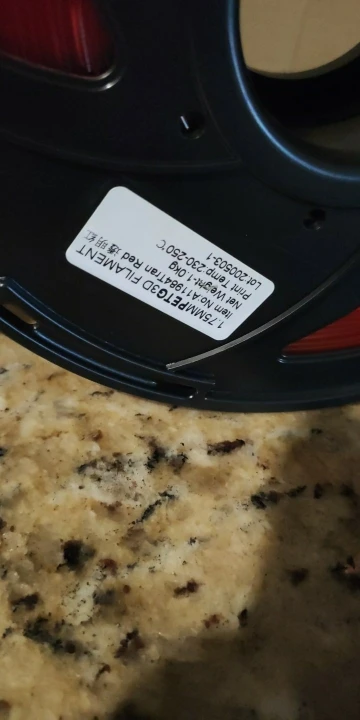 1.75MMPETG3D FILAMENT
Item No:A111984Tran Red 透明红
Net Weight:1.0Kg
Print Temp:230-250℃
Lot:200503-1